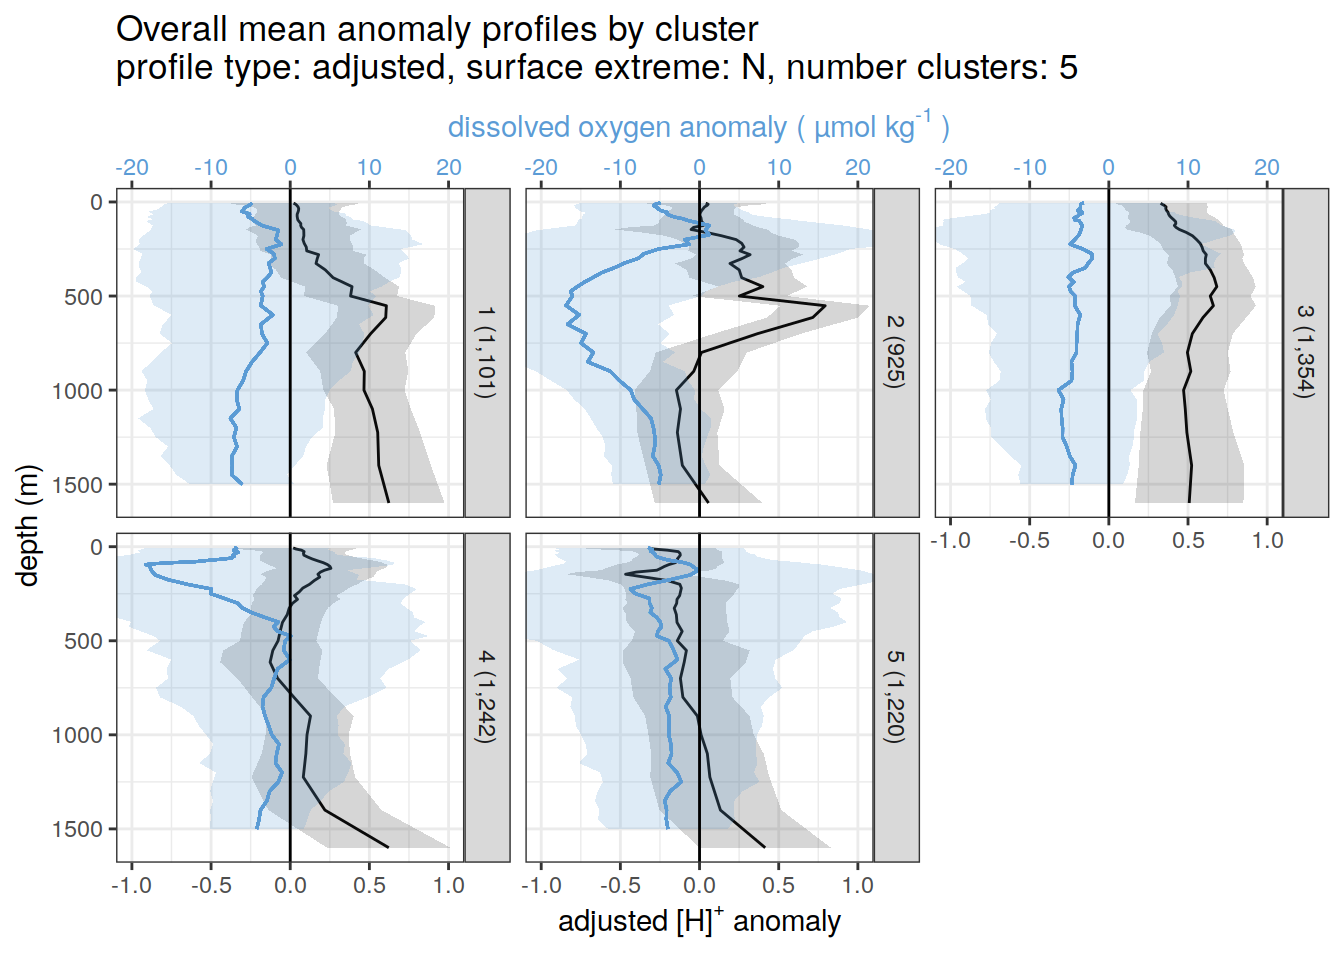 Overall mean anomaly profiles by cluster
profile type: adjusted, surface extreme: N, number clusters: 5
dissolved oxygen anomaly ( µmol kg⁻¹ )
-20 -10 0 10 20 -20 -10 0 10 20 -20 -10 0 10 20
0
500
1000
1500
1 (1,101)
2 (925)
3 (1,354)
-1.0 -0.5 0.0 0.5 1.0
depth (m)
0
500
1000
1500
4 (1,242)
5 (1,220)
-1.0 -0.5 0.0 0.5 1.0 -1.0 -0.5 0.0 0.5 1.0
adjusted [H]⁺ anomaly